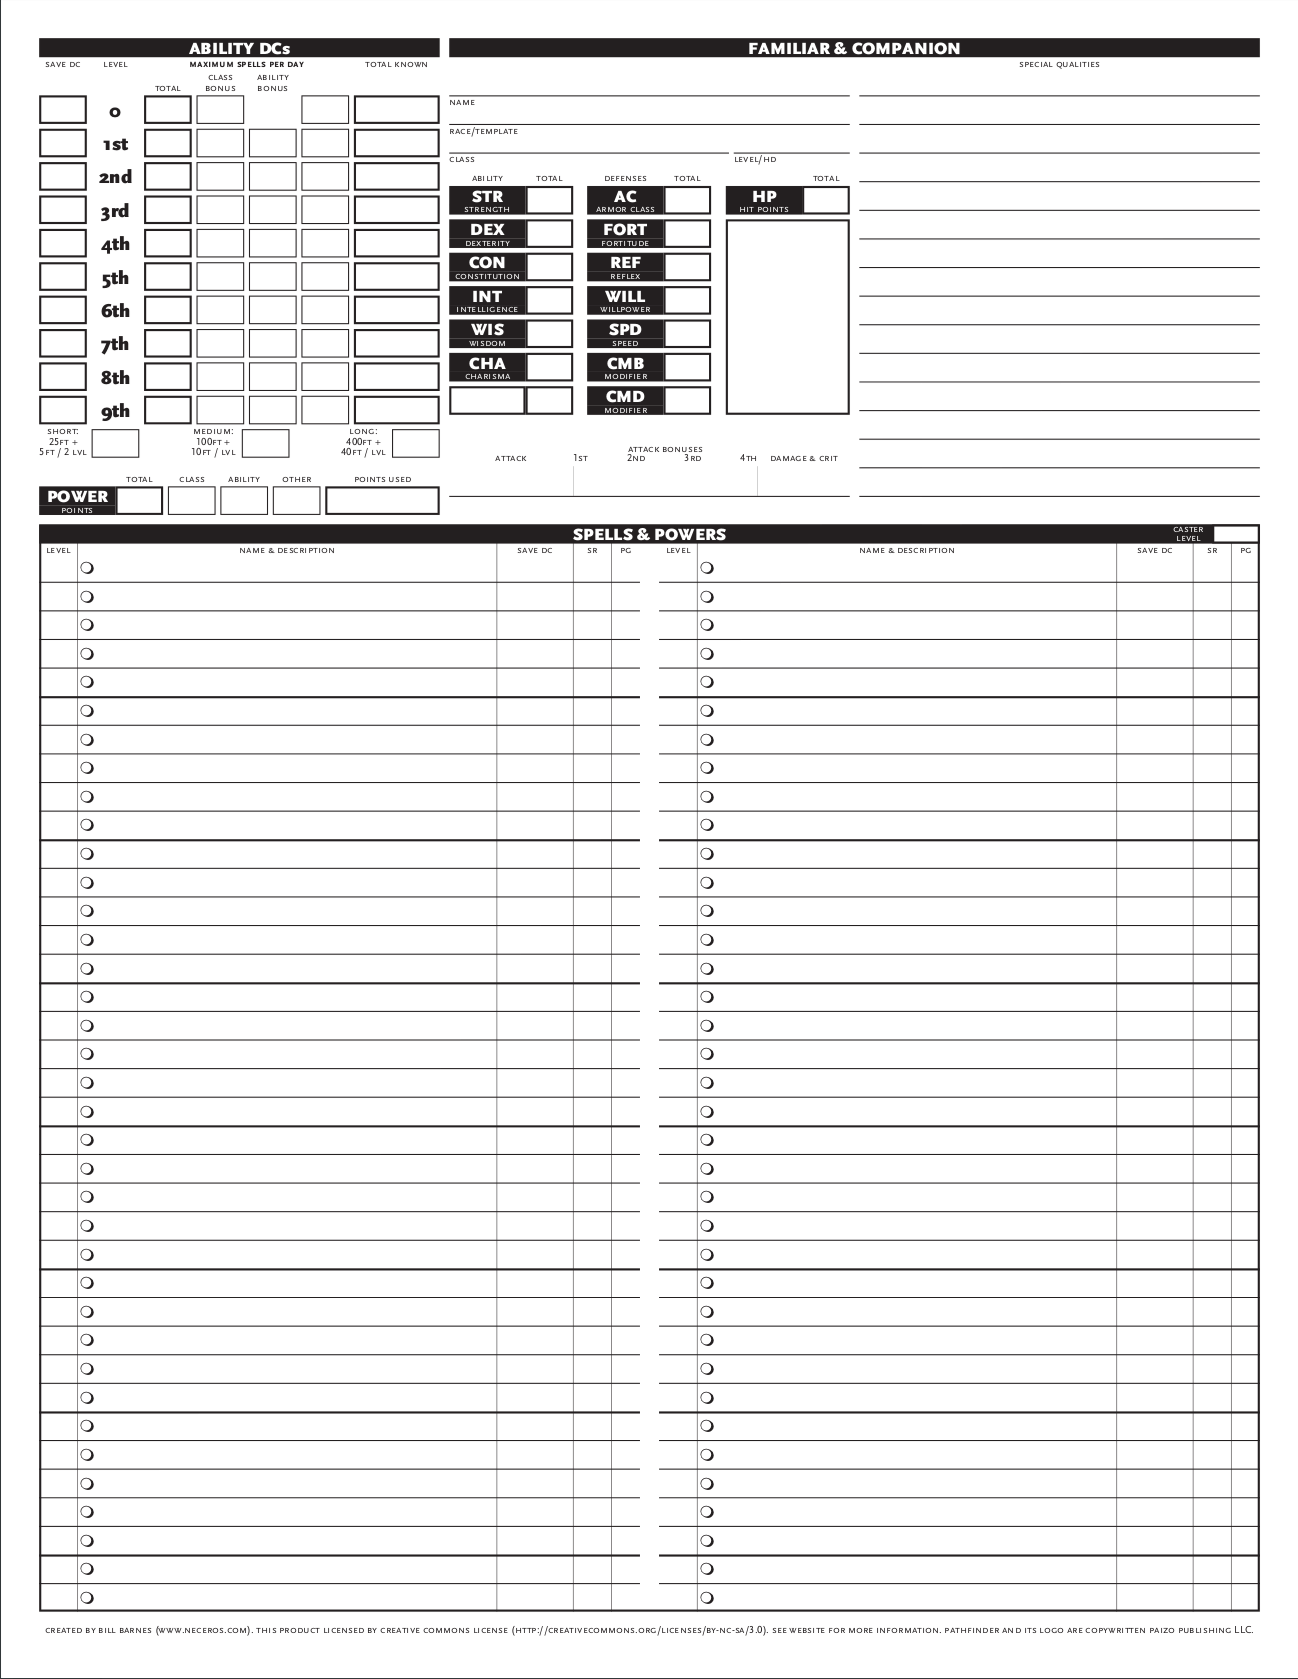 ABILITY DCs
SAVE DC LEVEL MAXIMUM SPELLS PER DAY TOTAL KNOWN
TOTAL CLASS BONUS ABILITY BONUS
0
1st
2nd
3rd
4th
5th
6th
7th
8th
9th
SHORT: 25FT + 5FT / 2 LVL
MEDIUM: 100FT + 10FT / LVL
LONG: 400FT + 40FT / LVL
TOTAL CLASS ABILITY OTHER POINTS USED
POWER
POINTS
FAMILIAR & COMPANION
SPECIAL QUALITIES
NAME
RACE/TEMPLATE
CLASS LEVEL/HD
ABILITY TOTAL DEFENSES TOTAL TOTAL
STR AC HP
STRENGTH ARMOR CLASS HIT POINTS
DEX FORT
DEXTERITY FORTITUDE
CON REF
CONSTITUTION REFLEX
INT WILL
INTELLIGENCE WILLPOWER
WIS SPD
WISDOM SPEED
CHA CMB
CHARISMA MODIFIER
CMD
MODIFIER
ATTACK BONUSES
ATTACK 1ST 2ND 3RD 4TH DAMAGE & CRIT
SPELLS & POWERS
CASTER LEVEL
LEVEL NAME & DESCRIPTION SAVE DC SR PG LEVEL NAME & DESCRIPTION SAVE DC SR PG
CREATED BY BILL BARNES (WWW.NECEROS.COM). THIS PRODUCT LICENSED BY CREATIVE COMMONS LICENSE (HTTP://CREATIVECOMMONS.ORG/LICENSES/BY-NC-SA/3.0). SEE WEBSITE FOR MORE INFORMATION. PATHFINDER AND ITS LOGO ARE COPYWRITTEN PAIZO PUBLISHING LLC.